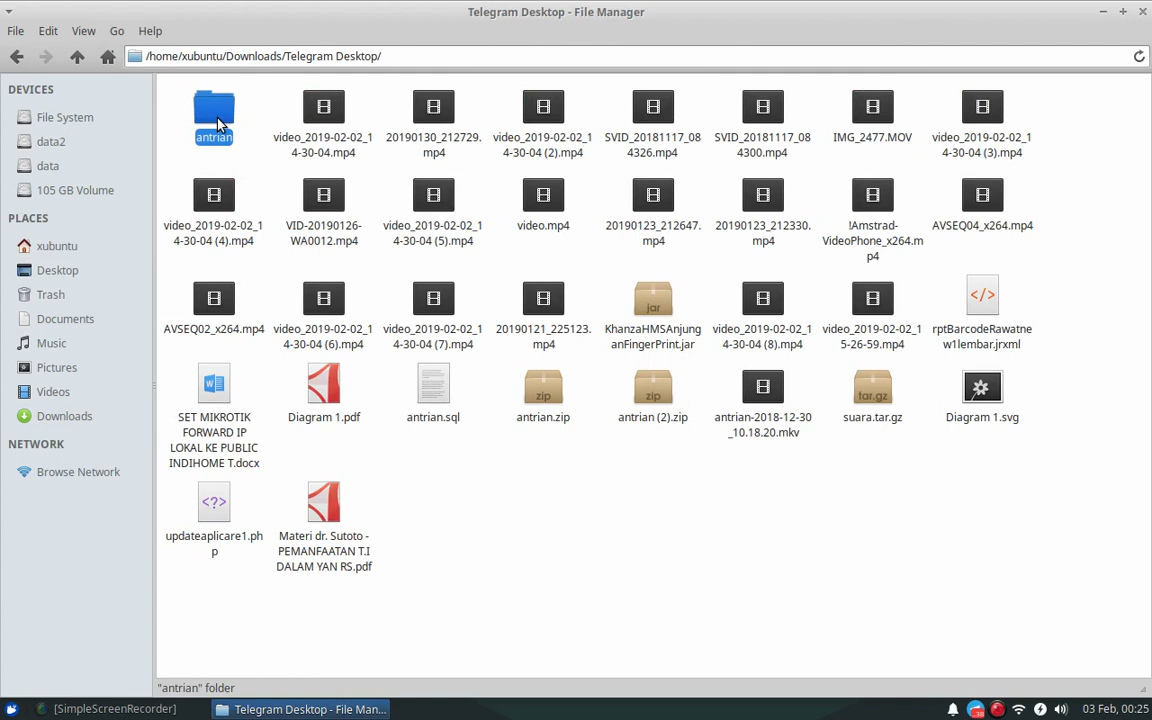 Telegram Desktop - File Manager
File Edit View Go Help
/home/xubuntu/Downloads/Telegram Desktop/
DEVICES
File System
data2
data
105 GB Volume
PLACES
xubuntu
Desktop
Trash
Documents
Music
Pictures
Videos
Downloads
NETWORK
Browse Network
antrian
video_2019-02-02_1
4-30-04.mp4
20190130_212729.
mp4
video_2019-02-02_1
4-30-04 (2).mp4
SVID_20181117_08
4326.mp4
SVID_20181117_08
4300.mp4
IMG_2477.MOV
video_2019-02-02_1
4-30-04 (3).mp4
video_2019-02-02_1
4-30-04 (4).mp4
VID-20190126-
WA0012.mp4
video_2019-02-02_1
4-30-04 (5).mp4
video.mp4
20190123_212647.
mp4
20190123_212330.
mp4
!Amstrad-
VideoPhone_x264.m
p4
AVSEQ04_x264.mp4
AVSEQ02_x264.mp4
video_2019-02-02_1
4-30-04 (6).mp4
video_2019-02-02_1
4-30-04 (7).mp4
20190121_225123.
mp4
jar
KhanzaHMSAnjung
anFingerPrint.jar
video_2019-02-02_1
4-30-04 (8).mp4
video_2019-02-02_1
5-26-59.mp4
</>
rptBarcodeRawatne
w1lembar.jrxml
W
SET MIKROTIK
FORWARD IP
LOKAL KE PUBLIC
INDIHOME T.docx
Diagram 1.pdf
antrian.sql
zip
antrian.zip
zip
antrian (2).zip
antrian-2018-12-30
_10.18.20.mkv
tar.gz
suara.tar.gz
Diagram 1.svg
<?>
updateaplicare1.ph
p
Materi dr. Sutoto -
PEMANFAATAN T.I
DALAM YAN RS.pdf
"antrian" folder
[SimpleScreenRecorder]
Telegram Desktop - File Man...
03 Feb, 00:25